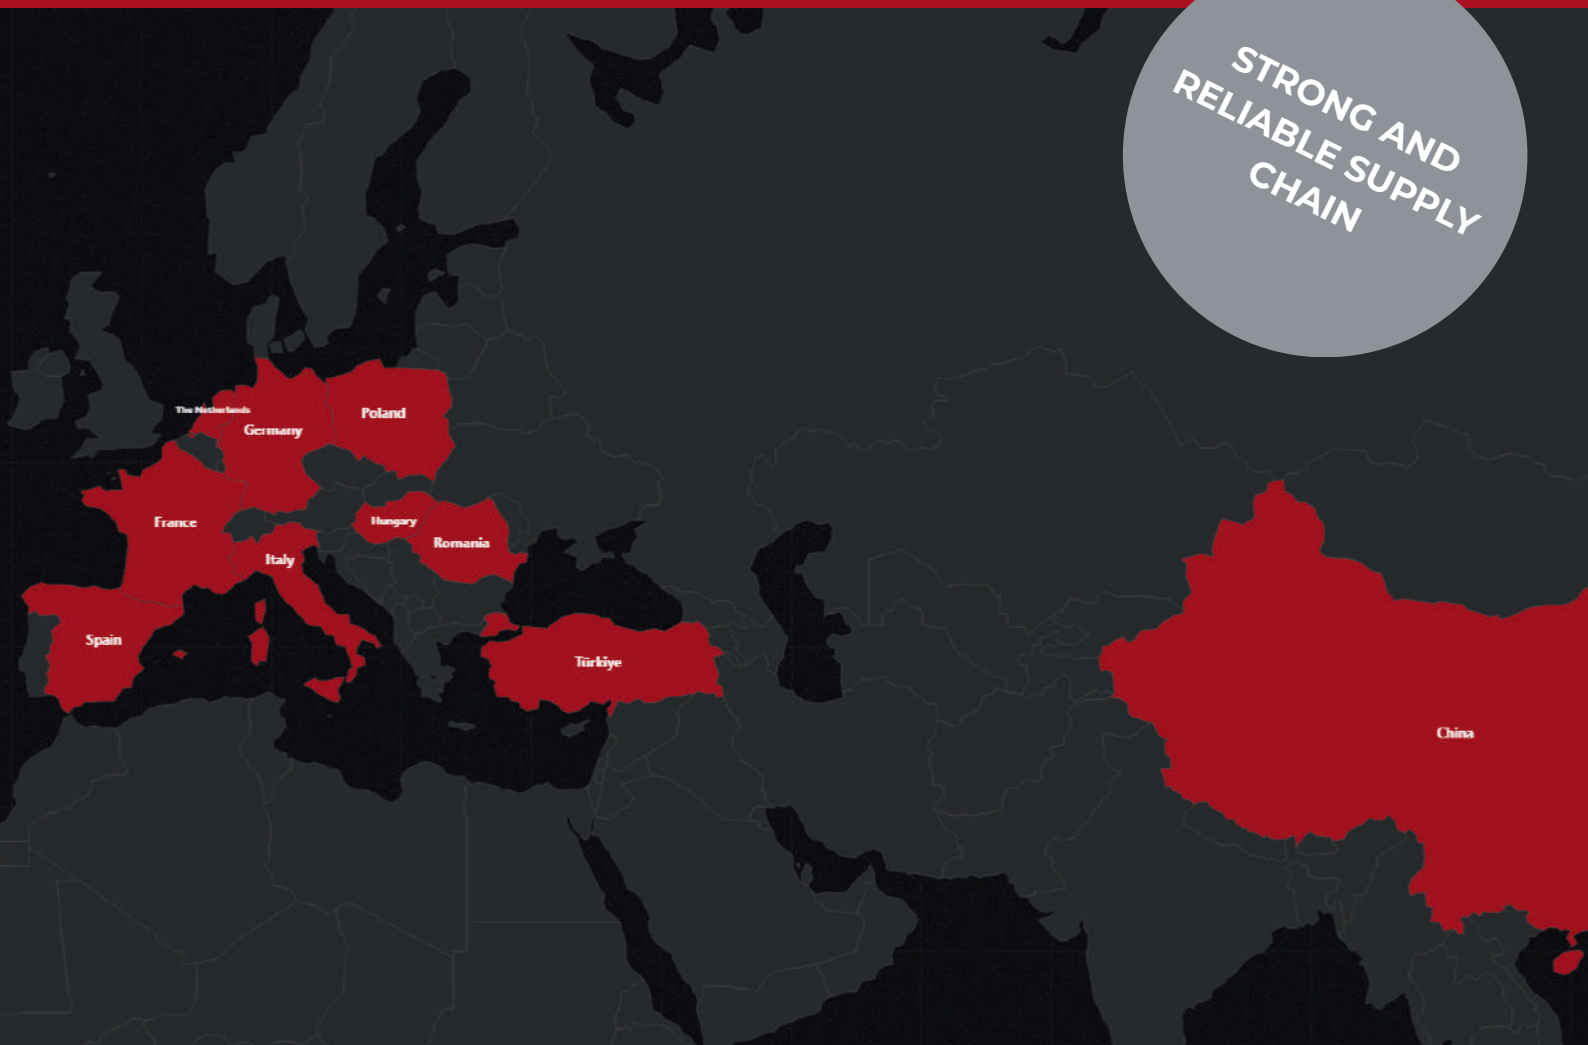 STRONG AND
RELIABLE SUPPLY
CHAIN
The Netherlands
Poland
Germany
France
Hungary
Romania
Italy
Spain
Türkiye
China